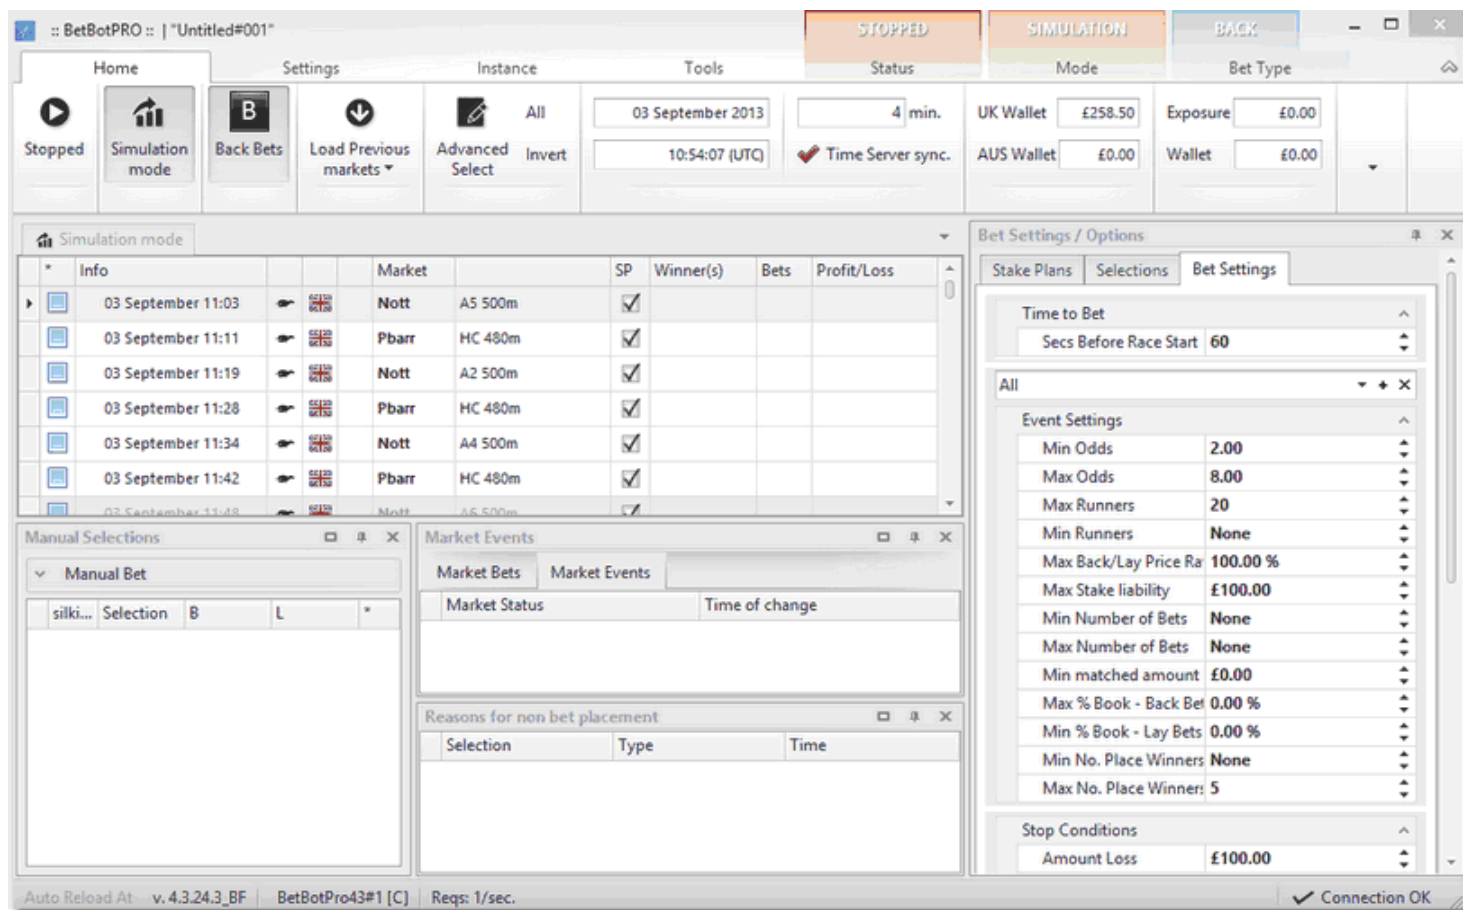 :: BetBotPRO :: | "Untitled#001"
STOPPED SIMULATION BACK
Home Settings Instance Tools Status Mode Bet Type
Stopped
Simulation mode
B
Back Bets
Load Previous markets
Advanced Select
All
Invert
03 September 2013
10:54:07 (UTC)
4 min.
Time Server sync.
UK Wallet £258.50
AUS Wallet £0.00
Exposure £0.00
Wallet £0.00
Simulation mode
* Info Market SP Winner(s) Bets Profit/Loss
03 September 11:03 Nott A5 500m
03 September 11:11 Pbarr HC 480m
03 September 11:19 Nott A2 500m
03 September 11:28 Pbarr HC 480m
03 September 11:34 Nott A4 500m
03 September 11:42 Pbarr HC 480m
03 September 11:48 Nott A6 500m
Manual Selections
Manual Bet
silki... Selection B L *
Market Events
Market Bets Market Events
Market Status Time of change
Reasons for non bet placement
Selection Type Time
Bet Settings / Options
Stake Plans Selections Bet Settings
Time to Bet
Secs Before Race Start 60
All
Event Settings
Min Odds 2.00
Max Odds 8.00
Max Runners 20
Min Runners None
Max Back/Lay Price Ra 100.00 %
Max Stake liability £100.00
Min Number of Bets None
Max Number of Bets None
Min matched amount £0.00
Max % Book - Back Bet 0.00 %
Min % Book - Lay Bets 0.00 %
Min No. Place Winners None
Max No. Place Winners 5
Stop Conditions
Amount Loss £100.00
Auto Reload At v. 4.3.24.3_BF BetBotPro43#1 [C] Reqs: 1/sec. Connection OK